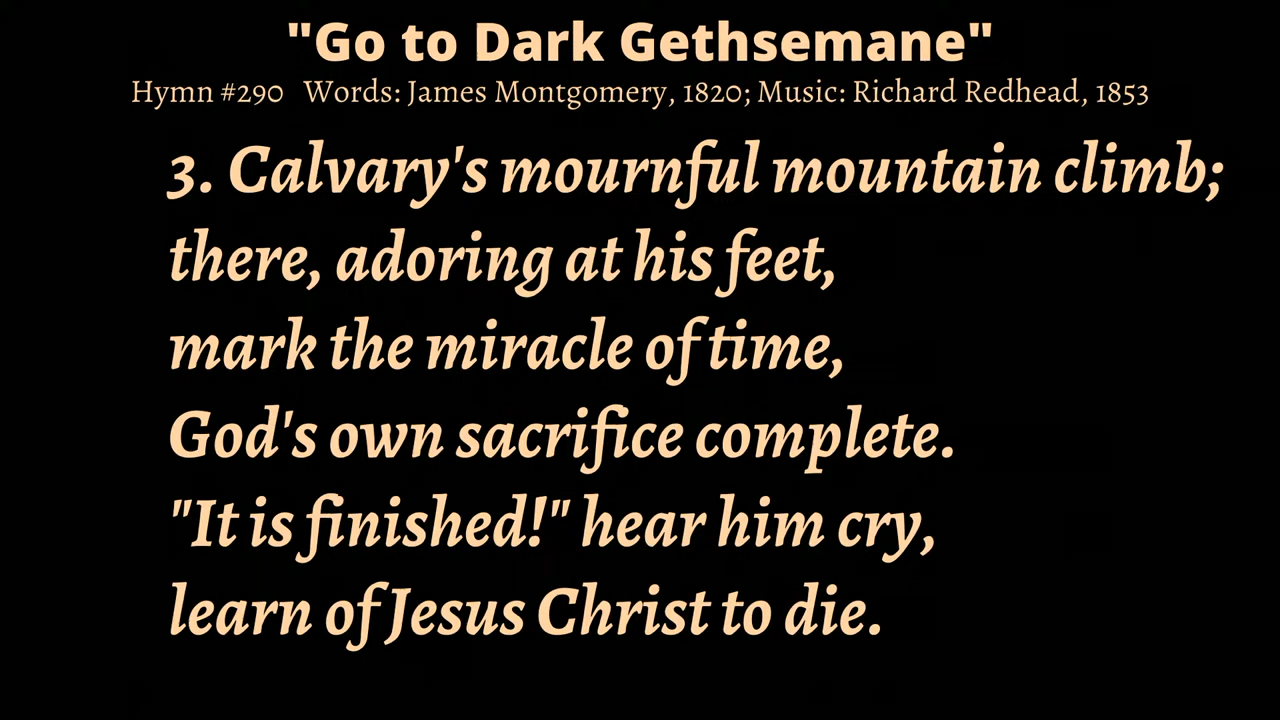 "Go to Dark Gethsemane"
Hymn #290 Words: James Montgomery, 1820; Music: Richard Redhead, 1853
3. Calvary's mournful mountain climb;
there, adoring at his feet,
mark the miracle of time,
God's own sacrifice complete.
"It is finished!" hear him cry,
learn of Jesus Christ to die.